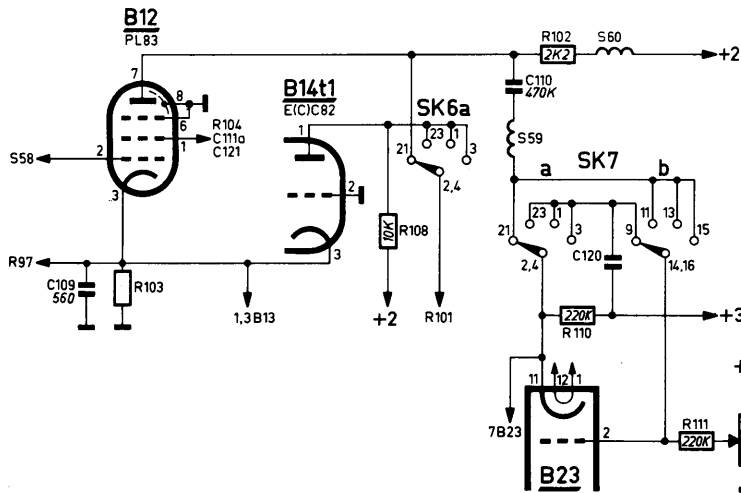 B12
PL83
7
8
6
1
R104
C111a
C121
S58
2
3
R97
C109
560
R103
1,3B13
B14t1
E(C)C82
1
2
3
10K
R108
+2
SK6a
23
1
3
21
2,4
R101
R102
2K2
S60
+2
C110
470K
S59
SK7
a
b
23
1
3
21
2,4
C120
11
13
15
9
14,16
220K
R110
+3
+
11
12
1
7B23
2
R111
220K
B23